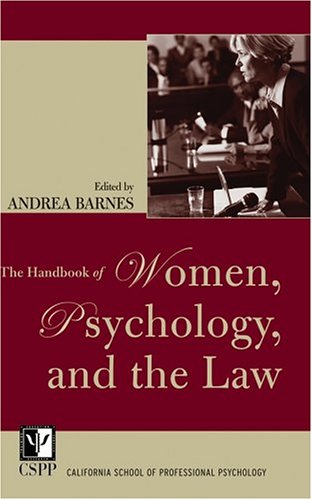 Edited by
ANDREA BARNES
The Handbook of Women,
Psychology,
and the Law
CSPP
CALIFORNIA SCHOOL OF PROFESSIONAL PSYCHOLOGY